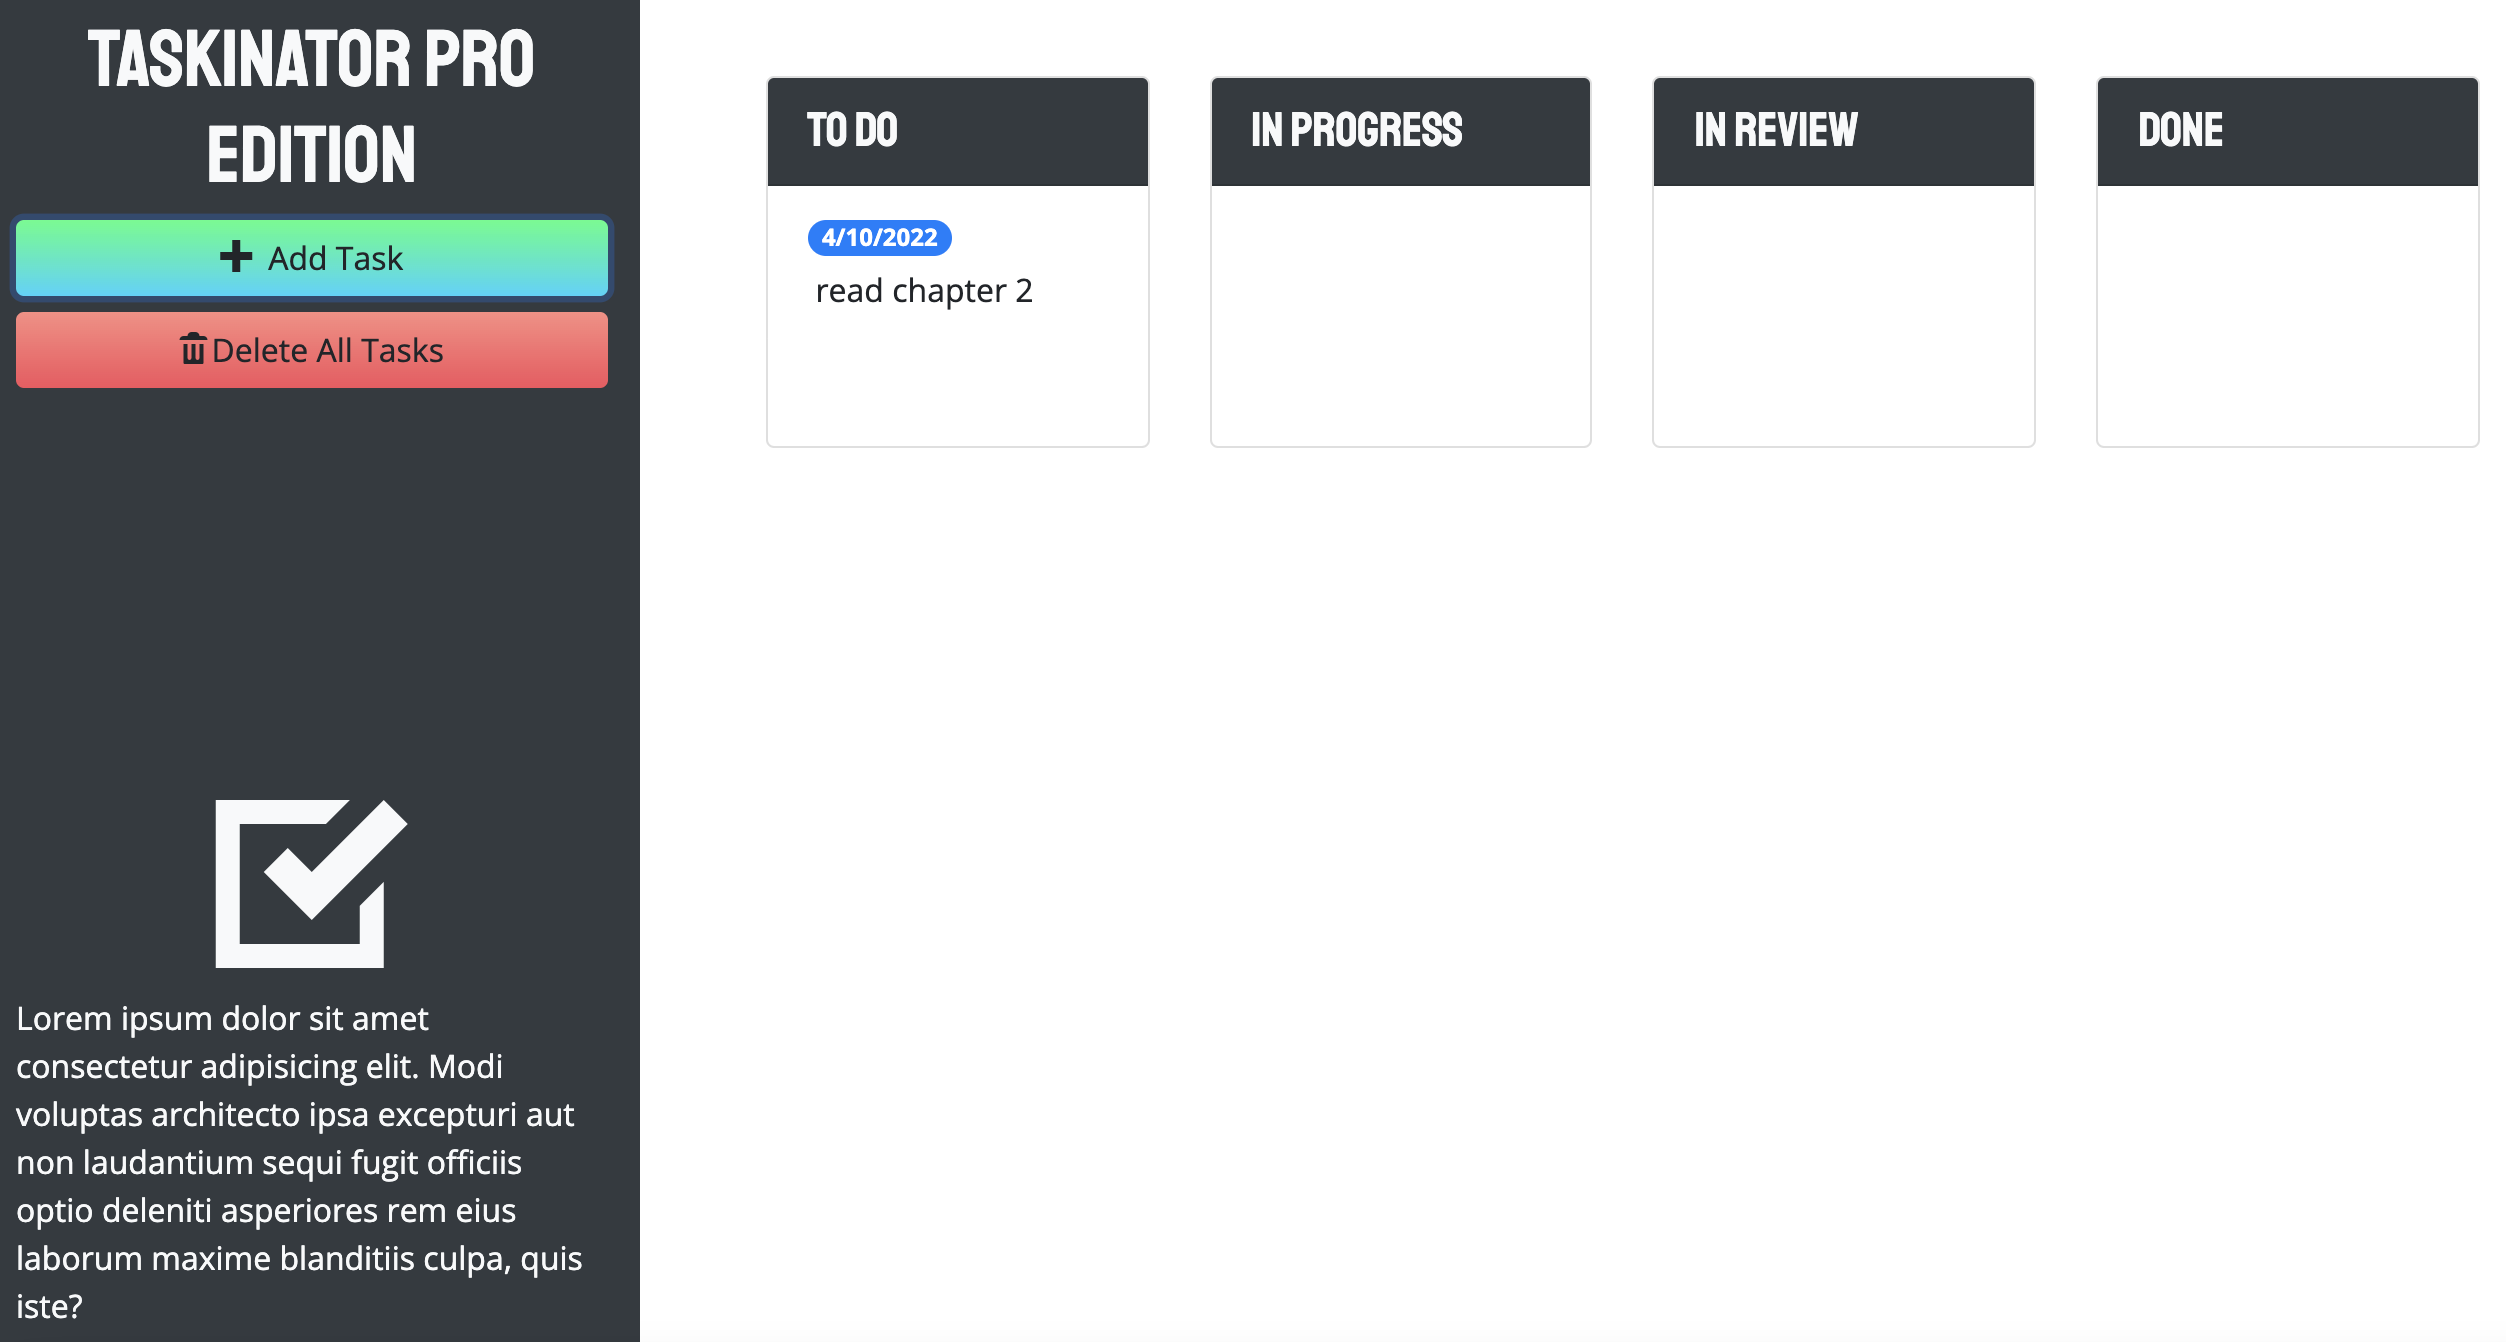 TASKINATOR PRO
EDITION
Add Task
Delete All Tasks
Lorem ipsum dolor sit amet
consectetur adipisicing elit. Modi
voluptas architecto ipsa excepturi aut
non laudantium sequi fugit officiis
optio deleniti asperiores rem eius
laborum maxime blanditiis culpa, quis
iste?
TO DO
4/10/2022
read chapter 2
IN PROGRESS
IN REVIEW
DONE